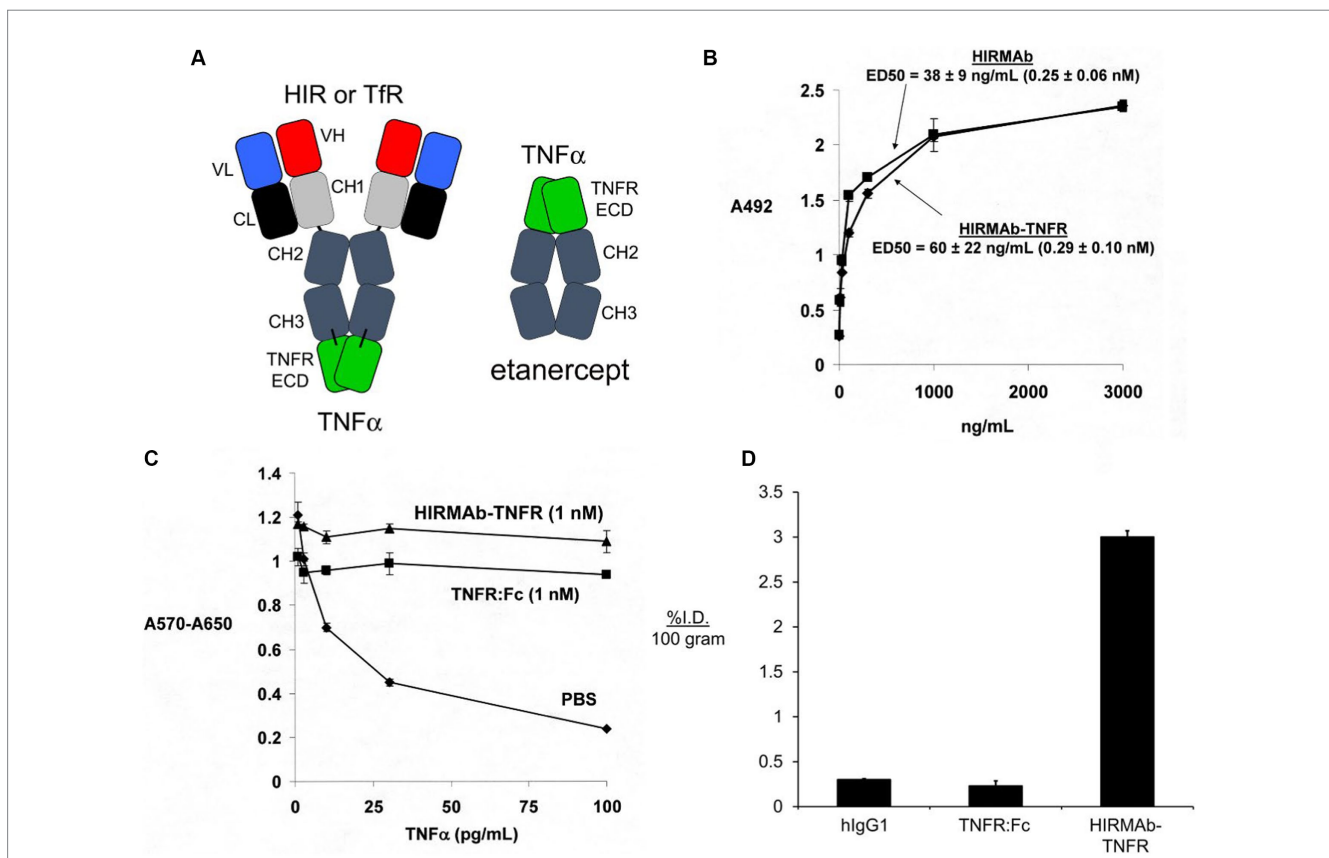 A
HIR or TfR
VH
VL
CH1
CL
CH2
CH3
TNFR
ECD
TNFα
TNFα
TNFR
ECD
CH2
CH3
etanercept
B
HIRMAb
ED50 = 38 ± 9 ng/mL (0.25 ± 0.06 nM)
2.5
2
1.5
1
0.5
0
A492
HIRMAb-TNFR
ED50 = 60 ± 22 ng/mL (0.29 ± 0.10 nM)
0
1000
2000
3000
ng/mL
C
1.4
1.2
1
0.8
0.6
0.4
0.2
0
A570-A650
HIRMAb-TNFR (1 nM)
TNFR:Fc (1 nM)
PBS
0
25
50
75
100
TNFα (pg/mL)
D
3.5
3
2.5
2
1.5
1
0.5
0
%I.D.
100 gram
hIgG1
TNFR:Fc
HIRMAb-
TNFR